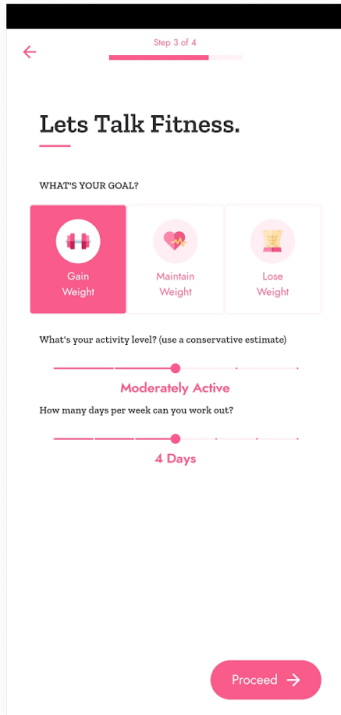 Step 3 of 4
Lets Talk Fitness.
WHAT'S YOUR GOAL?
Gain
Weight
Maintain
Weight
Lose
Weight
What's your activity level? (use a conservative estimate)
Moderately Active
How many days per week can you work out?
4 Days
Proceed